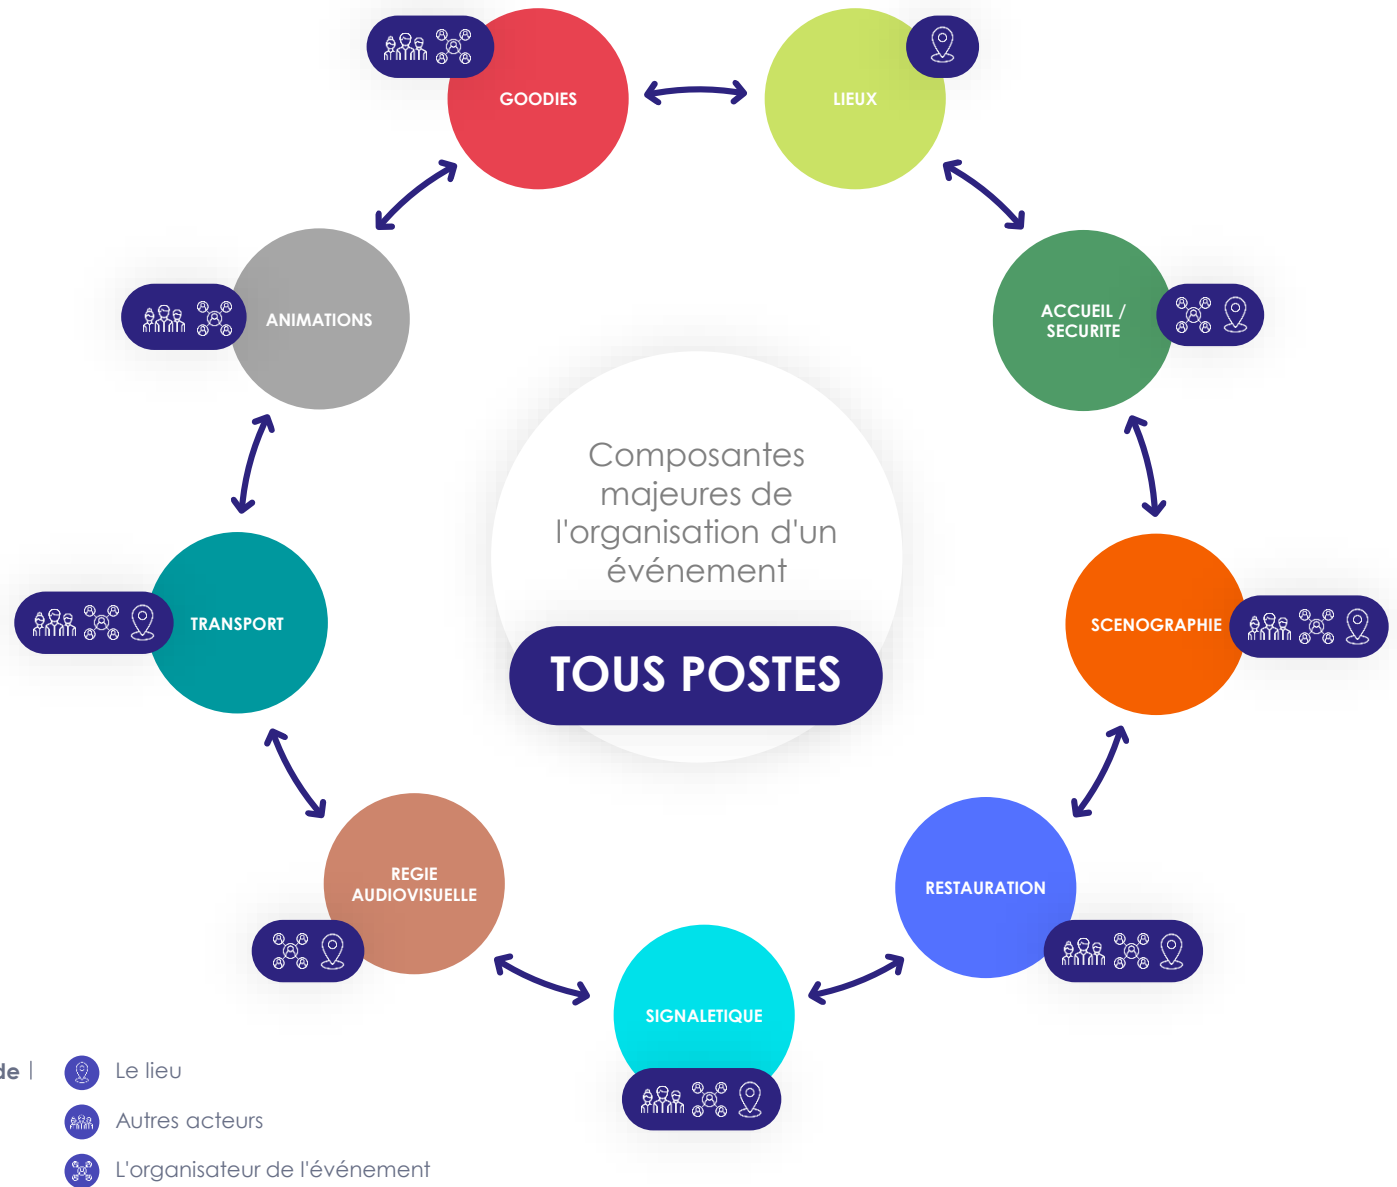 GOODIES
LIEUX
ANIMATIONS
ACCUEIL /
SECURITE
Composantes
majeures de
l'organisation d'un
événement
TOUS POSTES
TRANSPORT
SCENOGRAPHIE
REGIE
AUDIOVISUELLE
RESTAURATION
SIGNALETIQUE
de |
Le lieu
Autres acteurs
L'organisateur de l'événement